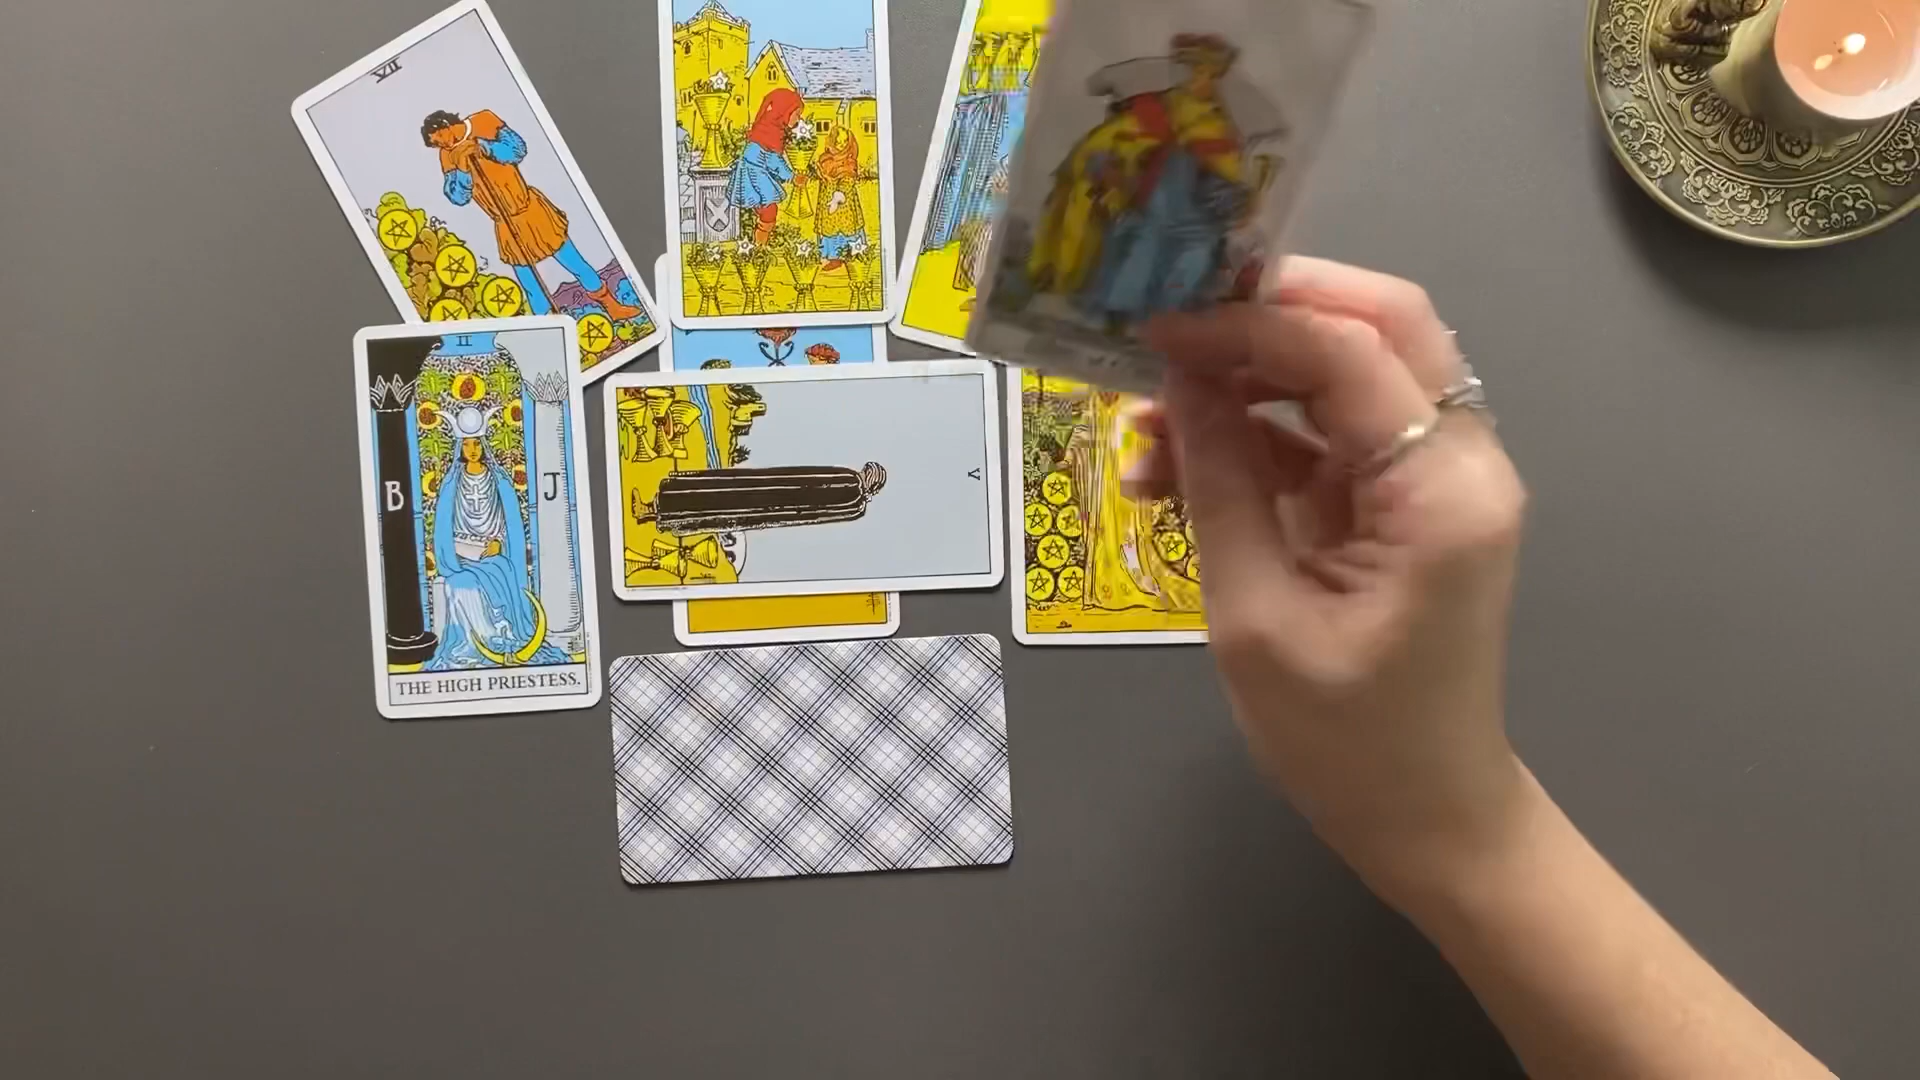 VII
II
B
J
V
THE HIGH PRIESTESS.